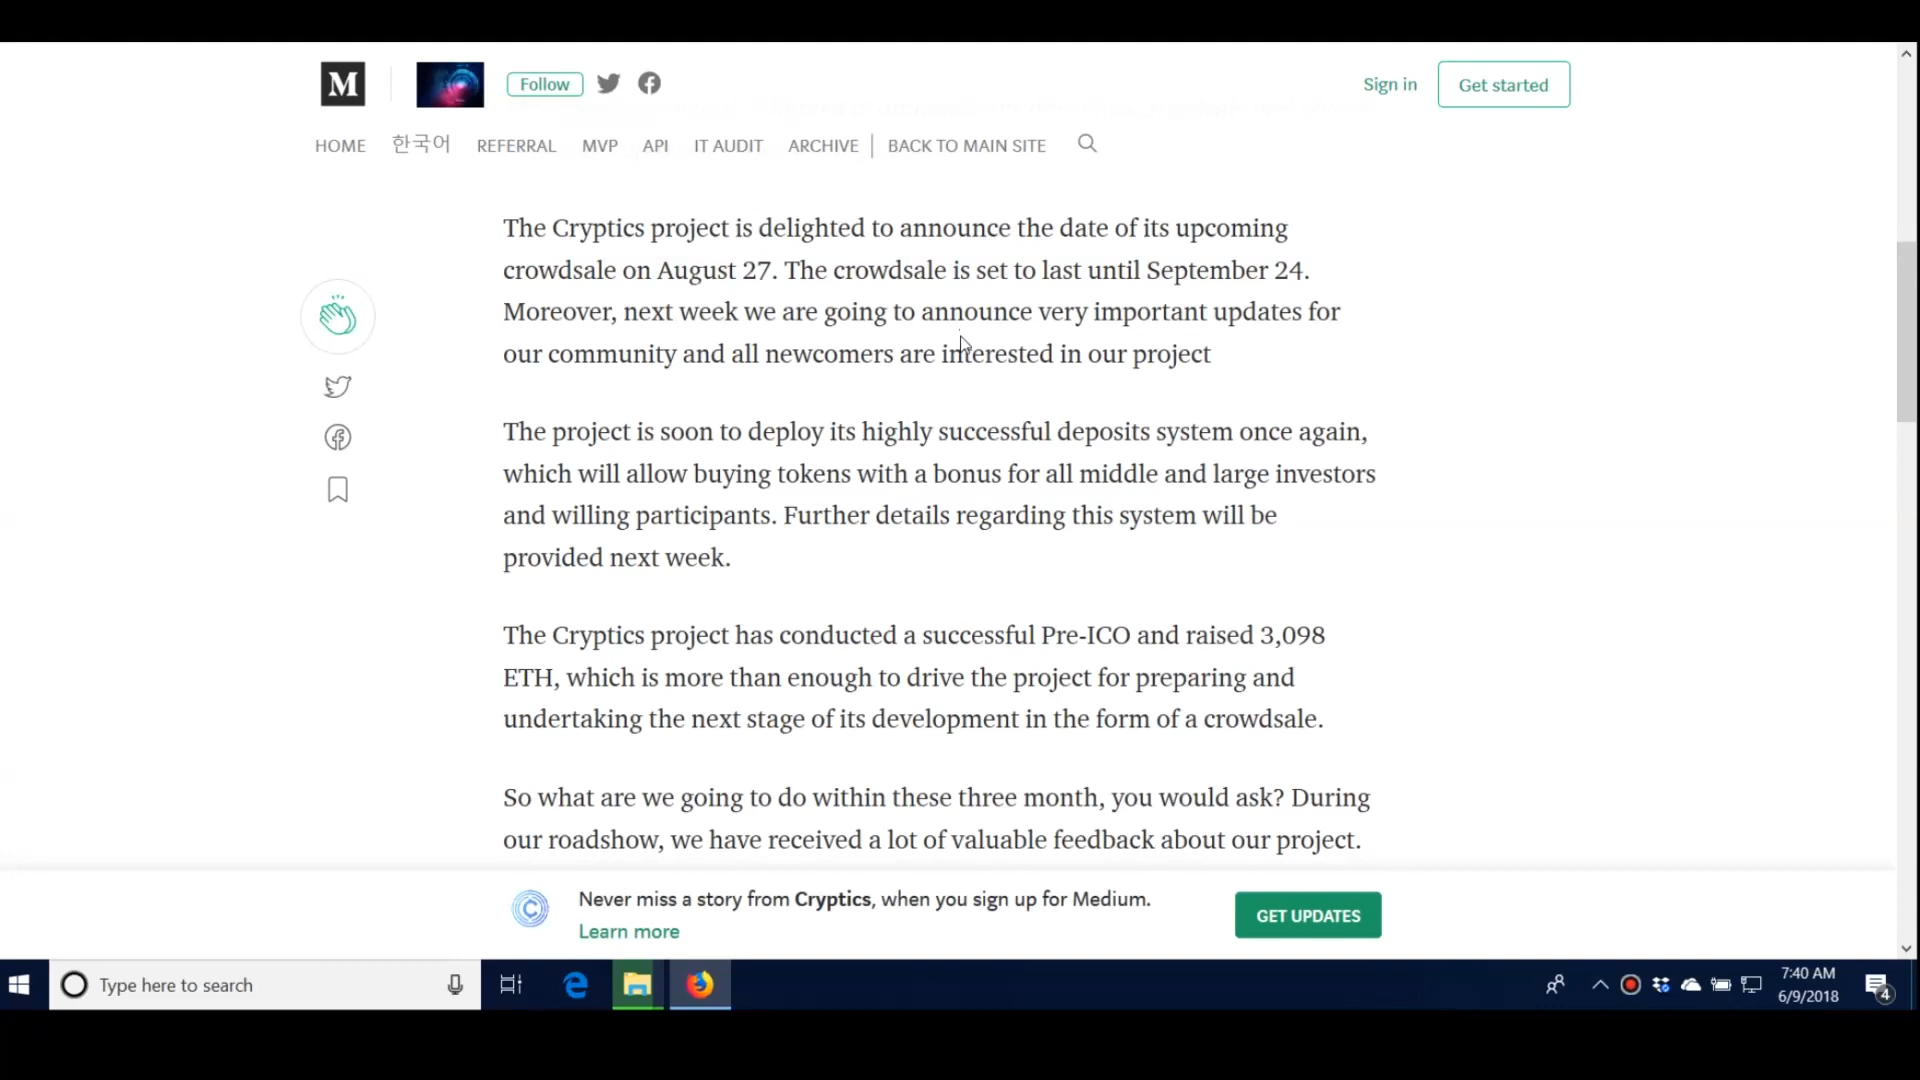 M
Follow
Sign in
Get started
HOME 한국어 REFERRAL MVP API IT AUDIT ARCHIVE BACK TO MAIN SITE
The Cryptics project is delighted to announce the date of its upcoming
crowdsale on August 27. The crowdsale is set to last until September 24.
Moreover, next week we are going to announce very important updates for
our community and all newcomers are interested in our project
The project is soon to deploy its highly successful deposits system once again,
which will allow buying tokens with a bonus for all middle and large investors
and willing participants. Further details regarding this system will be
provided next week.
The Cryptics project has conducted a successful Pre-ICO and raised 3,098
ETH, which is more than enough to drive the project for preparing and
undertaking the next stage of its development in the form of a crowdsale.
So what are we going to do within these three month, you would ask? During
our roadshow, we have received a lot of valuable feedback about our project.
Never miss a story from Cryptics, when you sign up for Medium.
Learn more
GET UPDATES
Type here to search
7:40 AM
6/9/2018
4